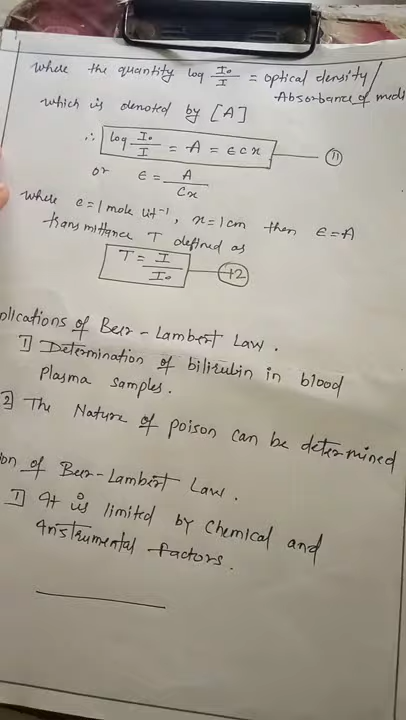 where the quantity log I₀/I = optical density/
Absorbance of medi
which is denoted by [A]
∴ log I₀/I = A = ϵ c x —— (11)
or ϵ = A/Cx
where c = 1 mole lit⁻¹, x = 1 cm then ϵ = A
transmittance T defined as
T = I/I₀ —— (12)
plications of Beer-Lambert Law.
1] Determination of bilirubin in blood
plasma samples.
2] The Nature of poison can be determined
on of Beer-Lambert Law.
1] It is limited by Chemical and
Instrumental factors.